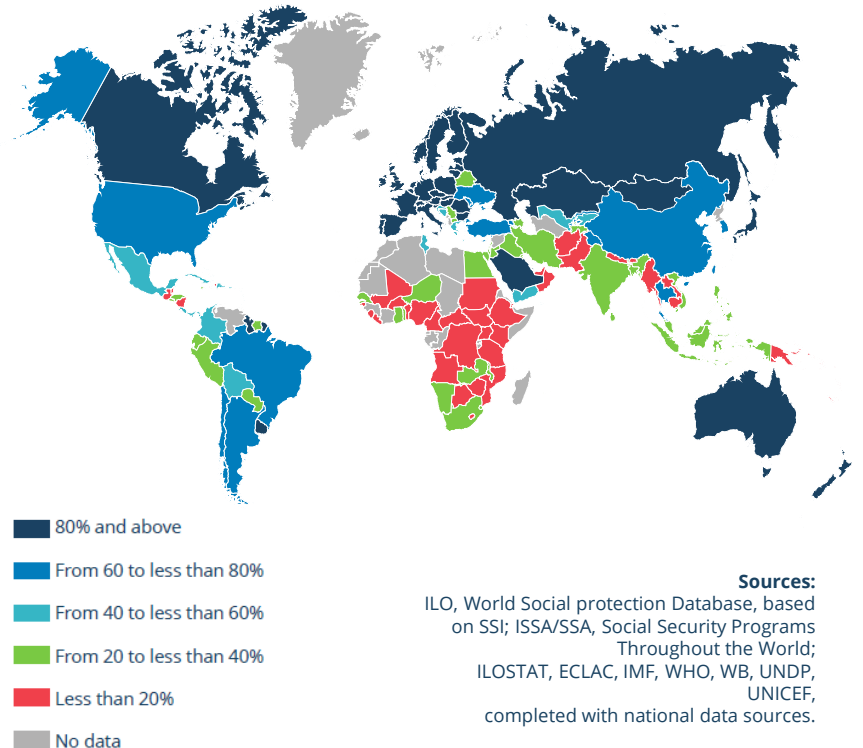 80% and above
From 60 to less than 80%
From 40 to less than 60%
From 20 to less than 40%
Less than 20%
No data
Sources:
ILO, World Social protection Database, based
on SSI; ISSA/SSA, Social Security Programs
Throughout the World;
ILOSTAT, ECLAC, IMF, WHO, WB, UNDP,
UNICEF,
completed with national data sources.